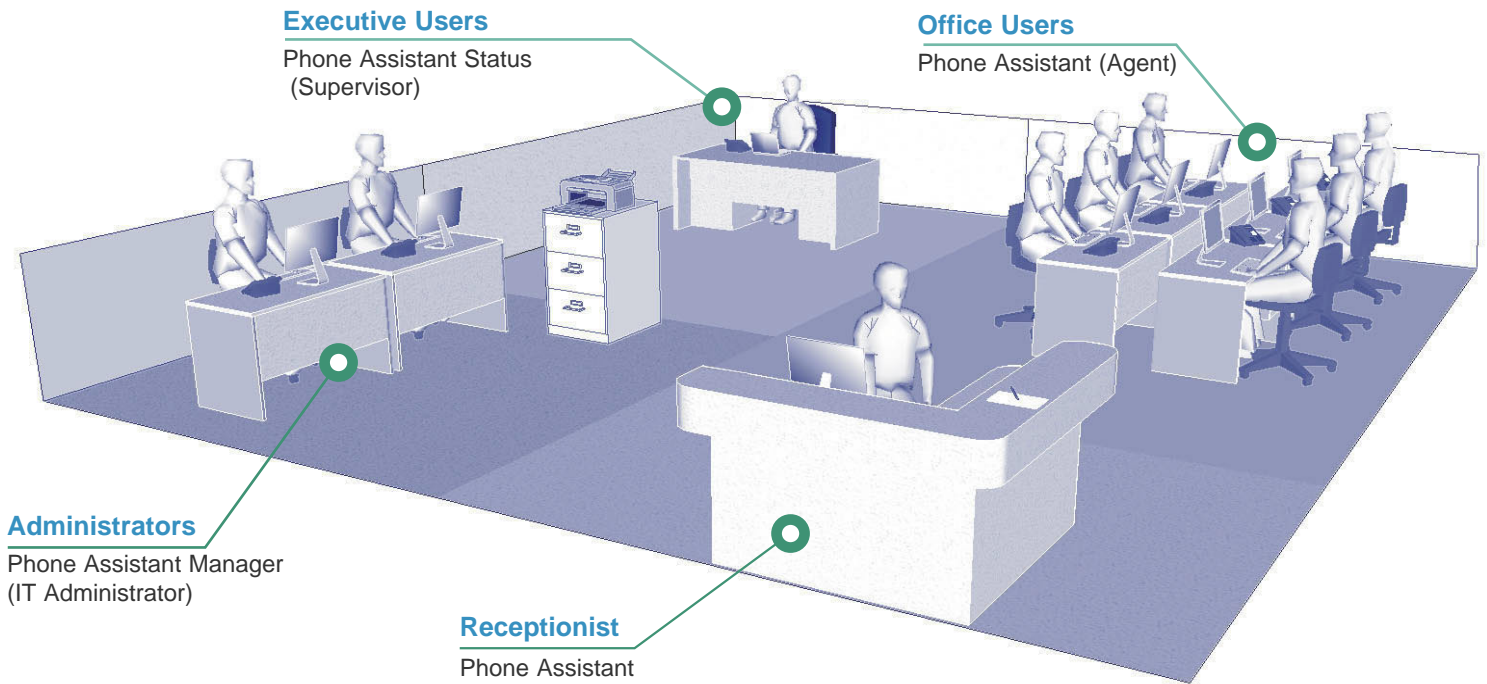 Executive Users
Phone Assistant Status
(Supervisor)
Office Users
Phone Assistant (Agent)
Administrators
Phone Assistant Manager
(IT Administrator)
Receptionist
Phone Assistant